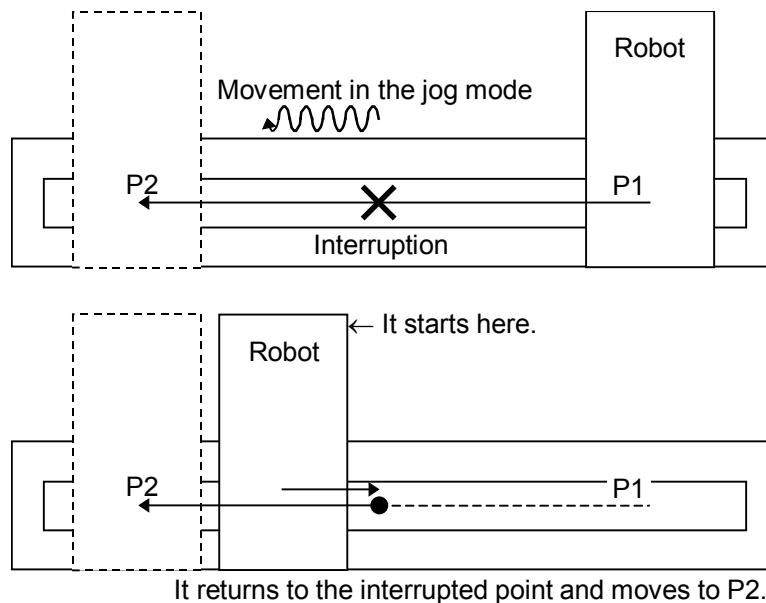 Robot
Movement in the jog mode
P2
P1
Interruption
← It starts here.
Robot
P2
P1
It returns to the interrupted point and moves to P2.